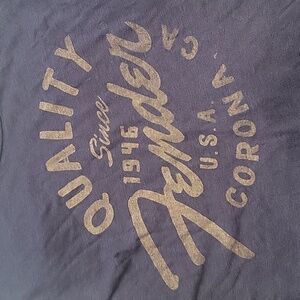 QUALITY
Since
1946
Fender
U.S.A.
CORONA, CA